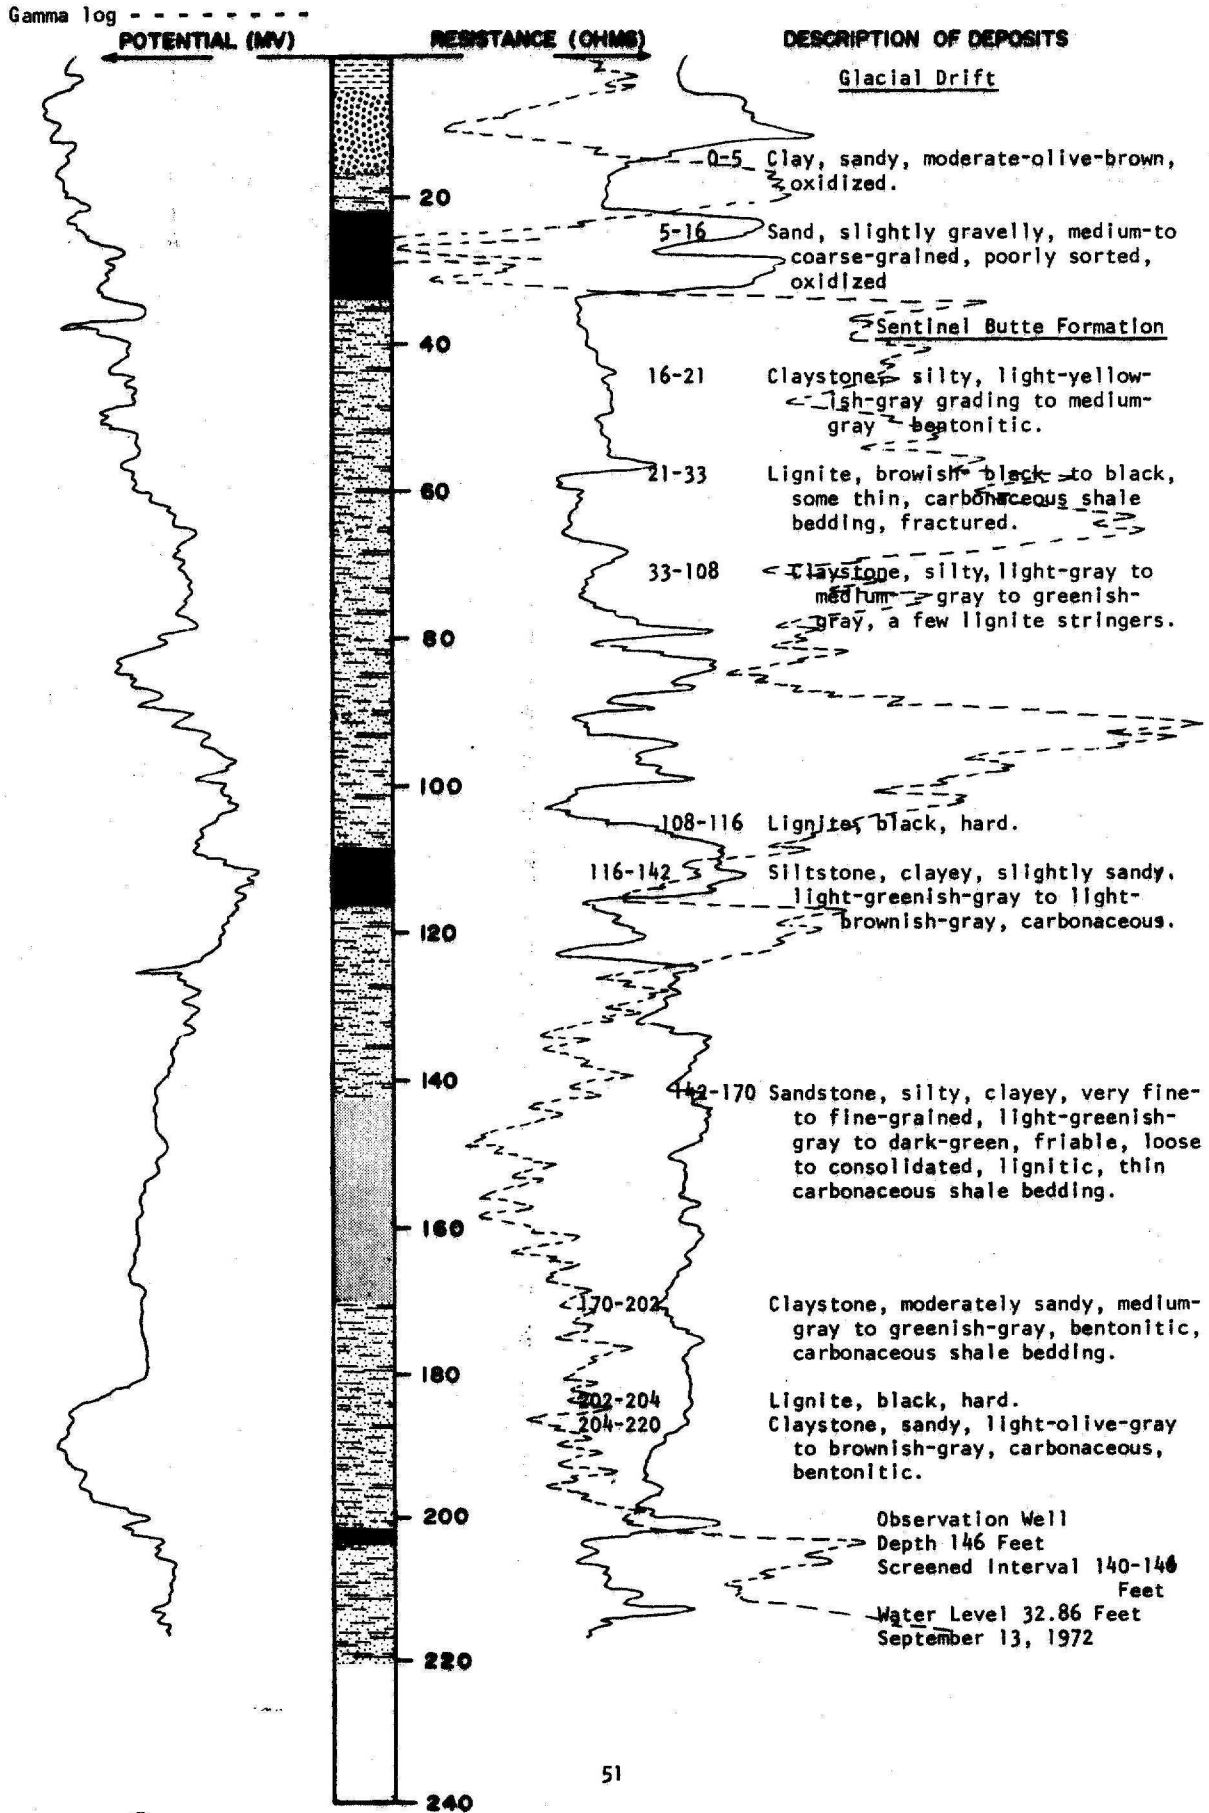 Gamma log - - - - - - - - - -
POTENTIAL (MV) RESISTANCE (OHMS) DESCRIPTION OF DEPOSITS
Glacial Drift
0-5 Clay, sandy, moderate-olive-brown,
oxidized.
20
5-16 Sand, slightly gravelly, medium-to
coarse-grained, poorly sorted,
oxidized
Sentinel Butte Formation
40
16-21 Claystone, silty, light-yellow-
ish-gray grading to medium-
gray bentonitic.
21-33 Lignite, browish- black to black,
60
some thin, carbonaceous shale
bedding, fractured.
33-108 Claystone, silty, light-gray to
medium- gray to greenish-
gray, a few lignite stringers.
80
100
108-116 Lignite, black, hard.
116-142 Siltstone, clayey, slightly sandy.
light-greenish-gray to light-
brownish-gray, carbonaceous.
120
140
142-170 Sandstone, silty, clayey, very fine-
to fine-grained, light-greenish-
gray to dark-green, friable, loose
to consolidated, lignitic, thin
carbonaceous shale bedding.
160
170-202 Claystone, moderately sandy, medium-
gray to greenish-gray, bentonitic,
carbonaceous shale bedding.
180
202-204 Lignite, black, hard.
204-220 Claystone, sandy, light-olive-gray
to brownish-gray, carbonaceous,
bentonitic.
200
Observation Well
Depth 146 Feet
Screened Interval 140-146
Feet
Water Level 32.86 Feet
September 13, 1972
220
51
240